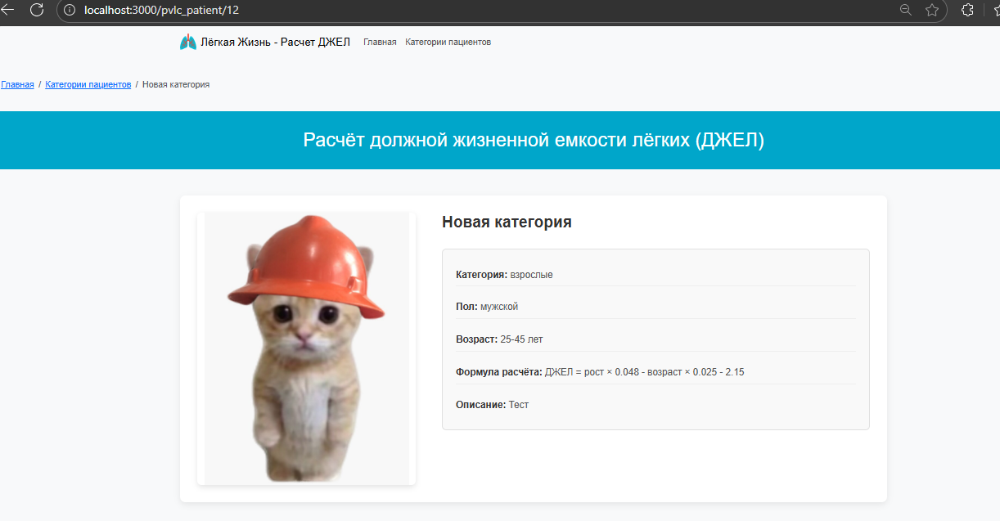 localhost:3000/pvlc_patient/12
Лёгкая Жизнь - Расчет ДЖЕЛ Главная Категории пациентов
Главная / Категории пациентов / Новая категория
Расчёт должной жизненной емкости лёгких (ДЖЕЛ)
Новая категория
Категория: взрослые
Пол: мужской
Возраст: 25-45 лет
Формула расчёта: ДЖЕЛ = рост × 0.048 - возраст × 0.025 - 2.15
Описание: Тест